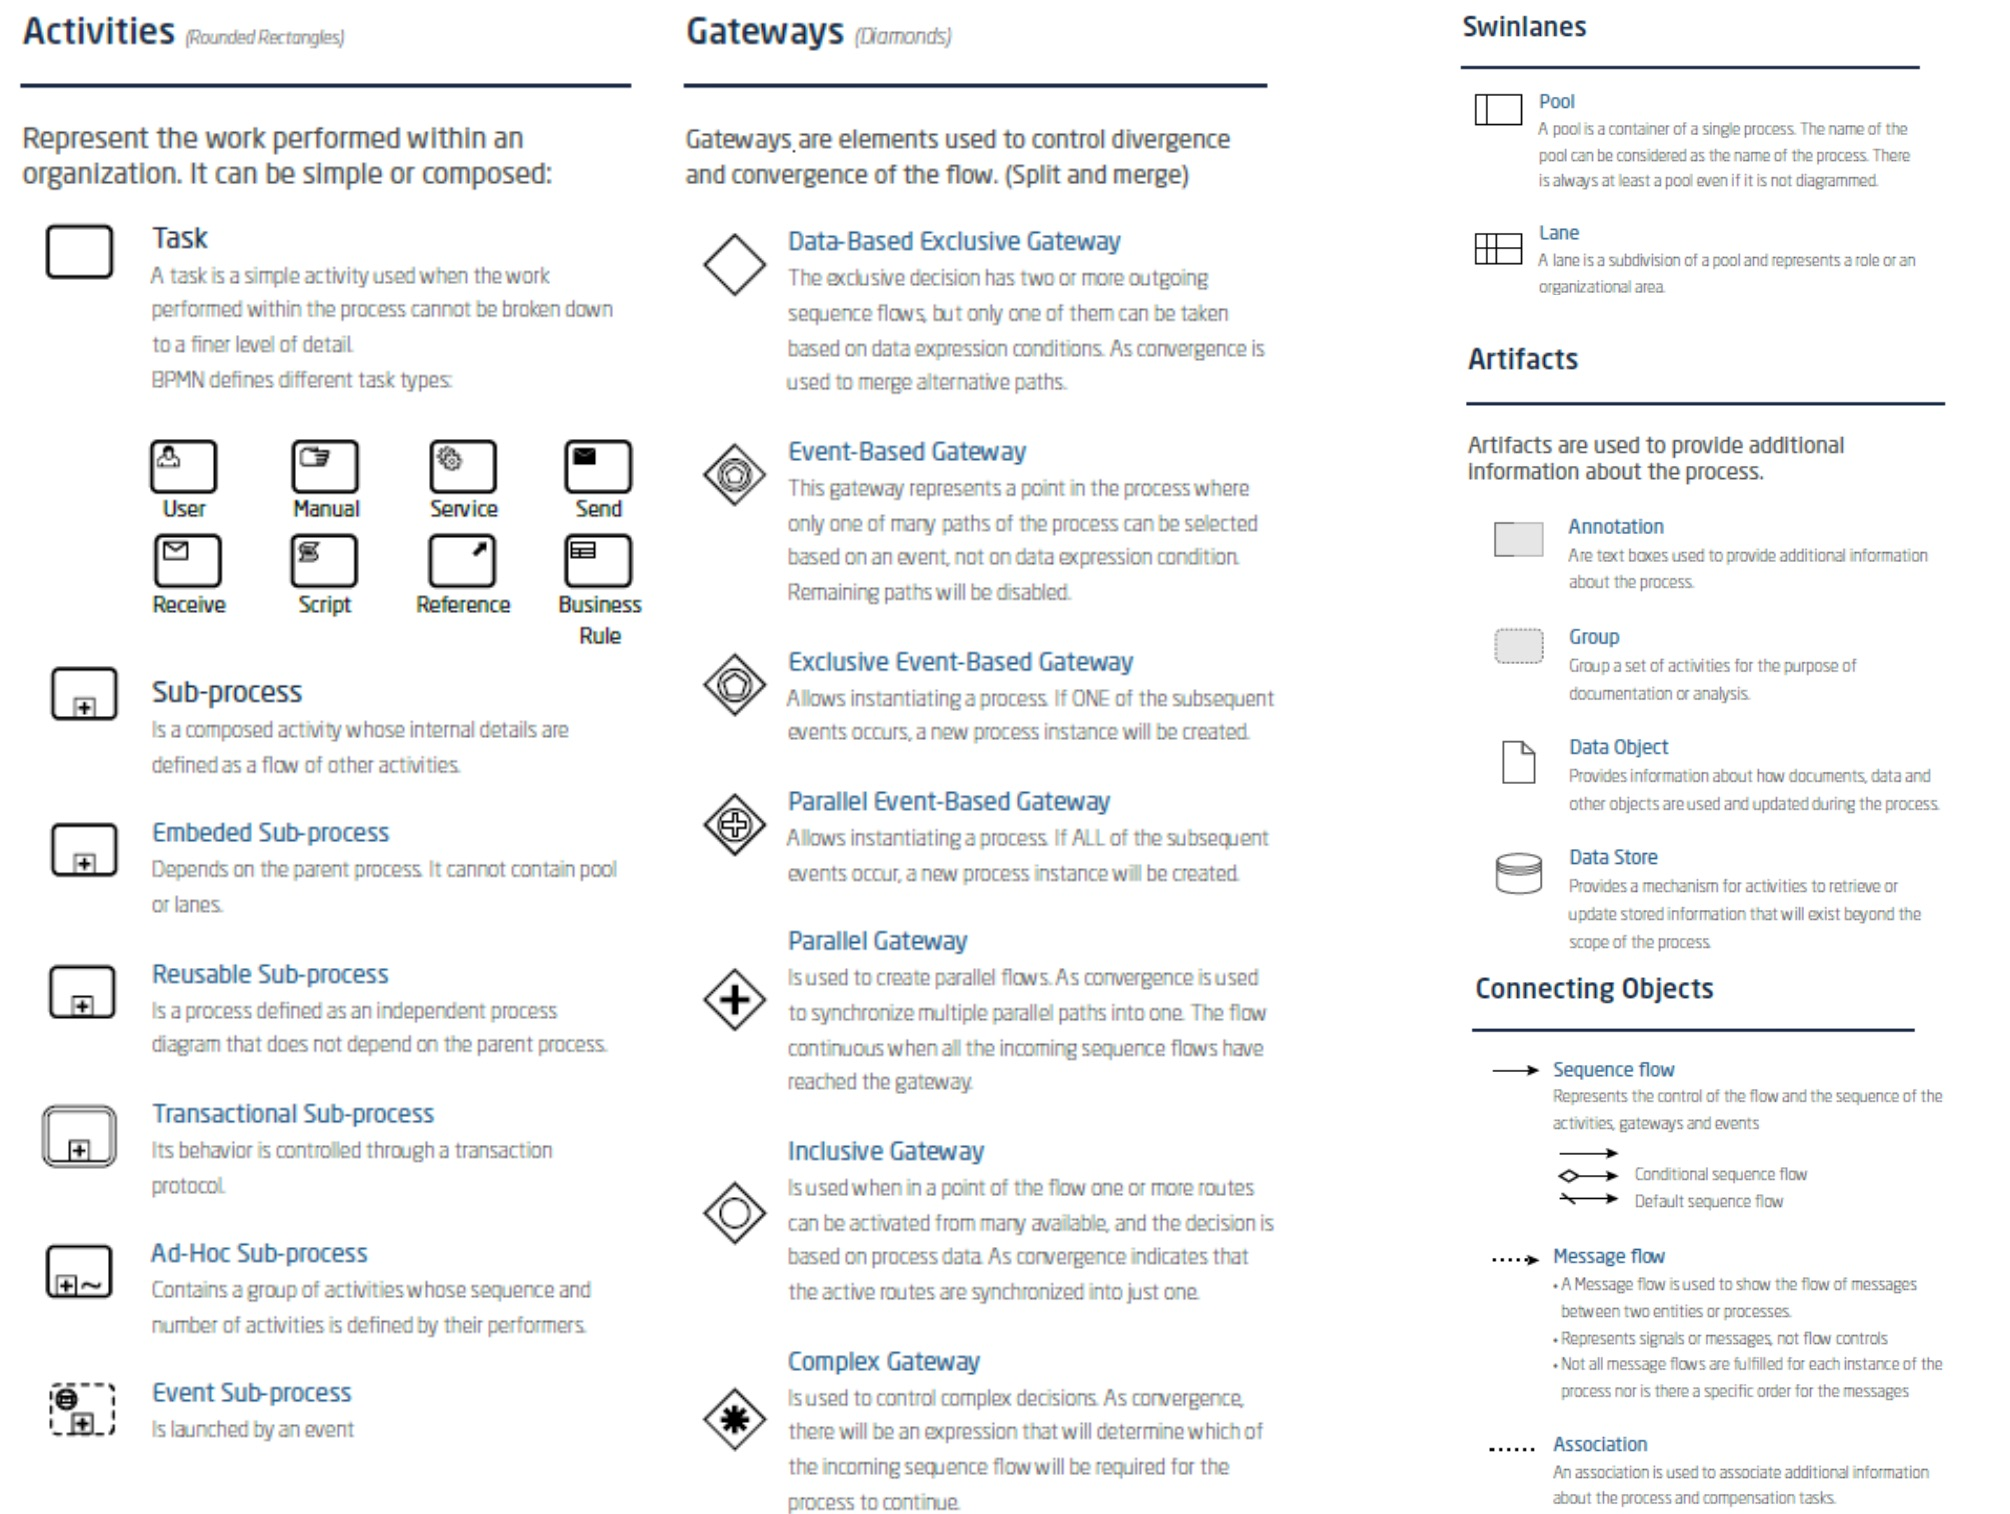 Activities (Rounded Rectangles)
Represent the work performed within an
organization. It can be simple or composed:
Task
A task is a simple activity used when the work
performed within the process cannot be broken down
to a finer level of detail.
BPMN defines different task types:
User
Manual
Service
Send
Receive
Script
Reference
Business
Rule
Sub-process
Is a composed activity whose internal details are
defined as a flow of other activities.
Embeded Sub-process
Depends on the parent process. It cannot contain pool
or lanes.
Reusable Sub-process
Is a process defined as an independent process
diagram that does not depend on the parent process.
Transactional Sub-process
Its behavior is controlled through a transaction
protocol.
Ad-Hoc Sub-process
Contains a group of activities whose sequence and
number of activities is defined by their performers.
Event Sub-process
Is launched by an event
Gateways (Diamonds)
Gateways are elements used to control divergence
and convergence of the flow. (Split and merge)
Data-Based Exclusive Gateway
The exclusive decision has two or more outgoing
sequence flows, but only one of them can be taken
based on data expression conditions. As convergence is
used to merge alternative paths.
Event-Based Gateway
This gateway represents a point in the process where
only one of many paths of the process can be selected
based on an event, not on data expression condition.
Remaining paths will be disabled.
Exclusive Event-Based Gateway
Allows instantiating a process. If ONE of the subsequent
events occurs, a new process instance will be created.
Parallel Event-Based Gateway
Allows instantiating a process. If ALL of the subsequent
events occur, a new process instance will be created.
Parallel Gateway
Is used to create parallel flows. As convergence is used
to synchronize multiple parallel paths into one. The flow
continuous when all the incoming sequence flows have
reached the gateway.
Inclusive Gateway
Is used when in a point of the flow one or more routes
can be activated from many available, and the decision is
based on process data. As convergence indicates that
the active routes are synchronized into just one.
Complex Gateway
Is used to control complex decisions. As convergence,
there will be an expression that will determine which of
the incoming sequence flow will be required for the
process to continue.
Swinlanes
Pool
A pool is a container of a single process. The name of the
pool can be considered as the name of the process. There
is always at least a pool even if it is not diagrammed.
Lane
A lane is a subdivision of a pool and represents a role or an
organizational area.
Artifacts
Artifacts are used to provide additional
information about the process.
Annotation
Are text boxes used to provide additional information
about the process.
Group
Group a set of activities for the purpose of
documentation or analysis.
Data Object
Provides information about how documents, data and
other objects are used and updated during the process.
Data Store
Provides a mechanism for activities to retrieve or
update stored information that will exist beyond the
scope of the process.
Connecting Objects
Sequence flow
Represents the control of the flow and the sequence of the
activities, gateways and events
Conditional sequence flow
Default sequence flow
Message flow
• A Message flow is used to show the flow of messages
between two entities or processes.
• Represents signals or messages, not flow controls
• Not all message flows are fulfilled for each instance of the
process nor is there a specific order for the messages
Association
An association is used to associate additional information
about the process and compensation tasks.